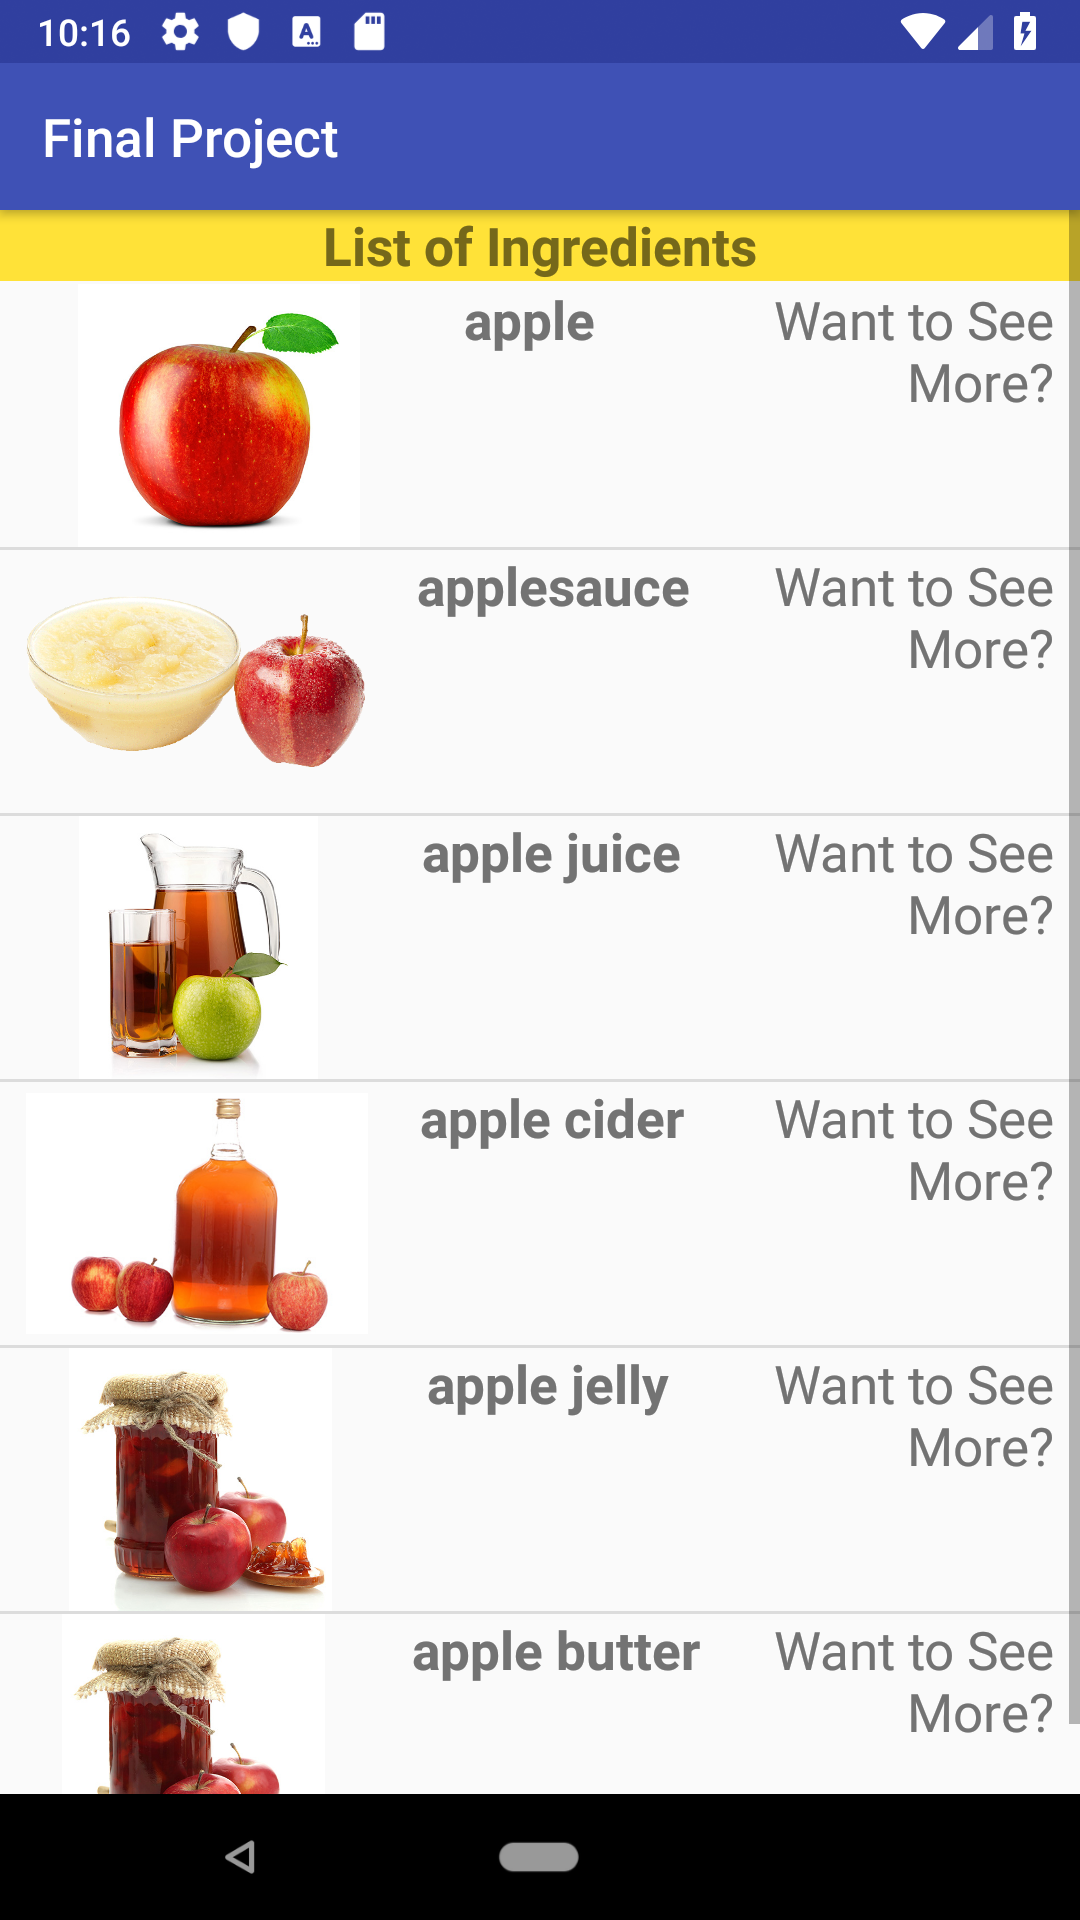 10:16
Final Project
List of Ingredients
apple
Want to See
More?
applesauce
Want to See
More?
apple juice
Want to See
More?
apple cider
Want to See
More?
apple jelly
Want to See
More?
apple butter
Want to See
More?